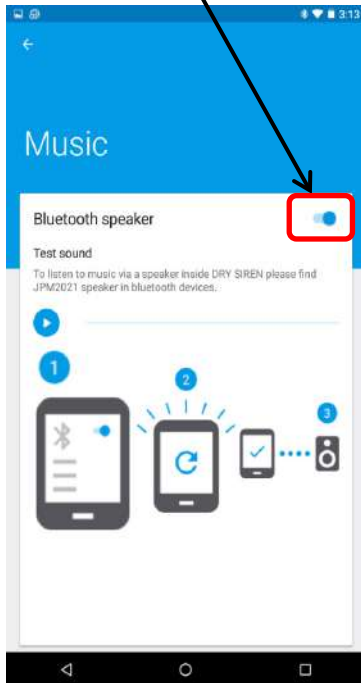 3:13
Music
Bluetooth speaker
Test sound
To listen to music via a speaker inside DRY SIREN please find
JPM2021 speaker in bluetooth devices.
1
2
3